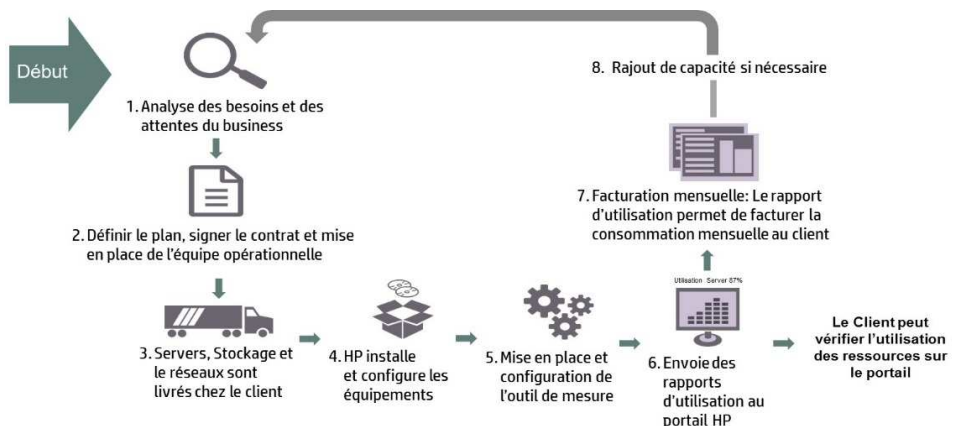 Début
1. Analyse des besoins et des
attentes du business
2. Définir le plan, signer le contrat et mise
en place de l'équipe opérationnelle
3. Servers, Stockage et
le réseaux sont
livrés chez le client
4. HP installe
et configure les
équipements
5. Mise en place et
configuration de
l'outil de mesure
Utilisation Server 87%
6. Envoie des
rapports
d'utilisation au
portail HP
Le Client peut
vérifier l'utilisation
des ressources sur
le portail
7. Facturation mensuelle: Le rapport
d'utilisation permet de facturer la
consommation mensuelle au client
8. Rajout de capacité si nécessaire